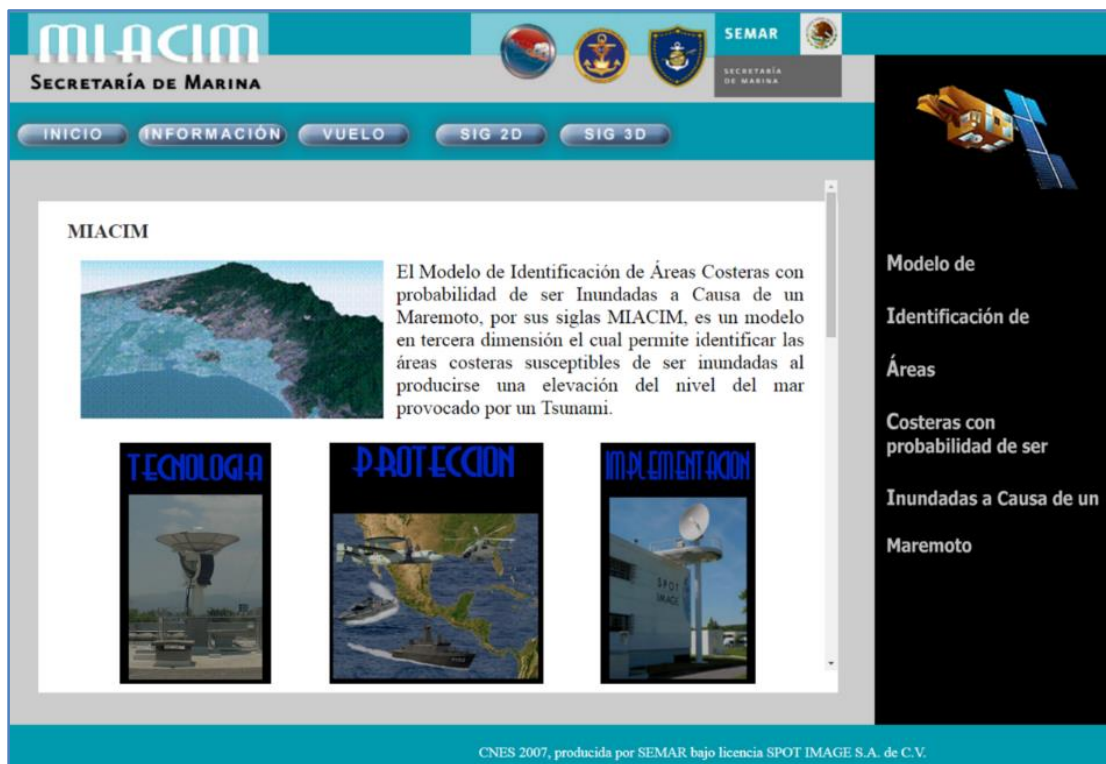 MIACIM
SECRETARÍA DE MARINA
SEMAR
SECRETARÍA
DE MARINA
INICIO
INFORMACIÓN
VUELO
SIG 2D
SIG 3D
MIACIM
El Modelo de Identificación de Áreas Costeras con
probabilidad de ser Inundadas a Causa de un
Maremoto, por sus siglas MIACIM, es un modelo
en tercera dimensión el cual permite identificar las
áreas costeras susceptibles de ser inundadas al
producirse una elevación del nivel del mar
provocado por un Tsunami.
TECNOLOGIA
PROTECCION
IMPLEMENTACION
SPOT
IMAGE
Modelo de
Identificación de
Áreas
Costeras con
probabilidad de ser
Inundadas a Causa de un
Maremoto
CNES 2007, producida por SEMAR bajo licencia SPOT IMAGE S.A. de C.V.